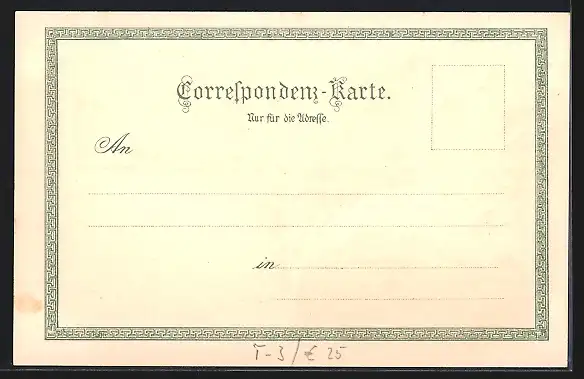 Correſpondenz-Karte.
Nur für die Adreſſe.
An
in
T-3/€ 25